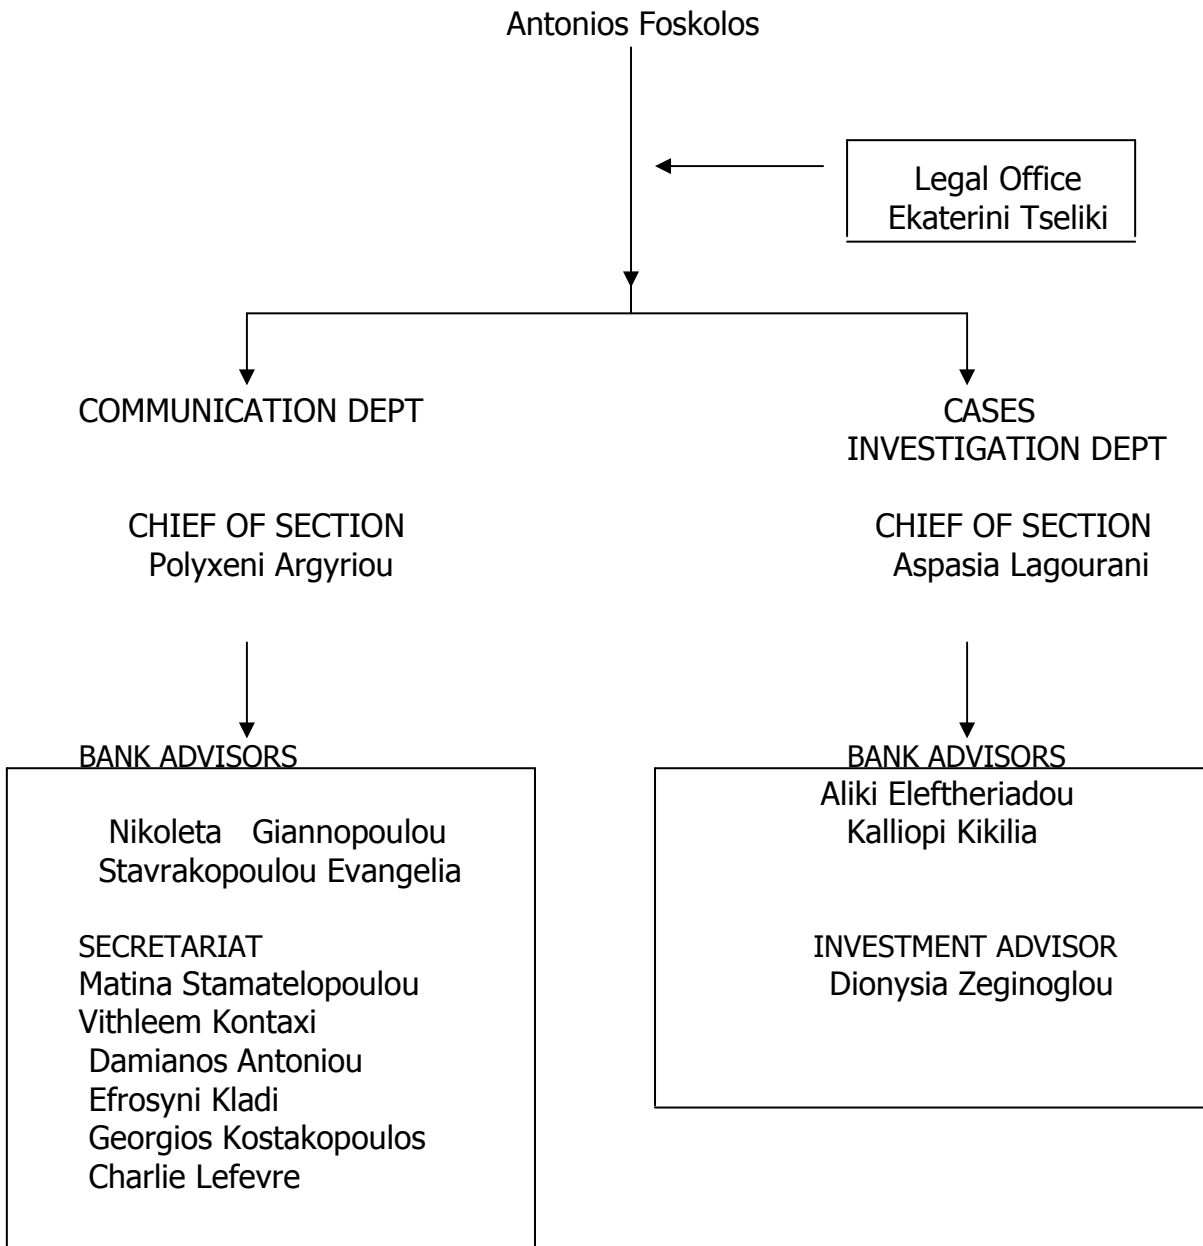 Antonios Foskolos
Legal Office
Ekaterini Tseliki
COMMUNICATION DEPT
CHIEF OF SECTION
Polyxeni Argyriou
BANK ADVISORS
Nikoleta Giannopoulou
Stavrakopoulou Evangelia
SECRETARIAT
Matina Stamatelopoulou
Vithleem Kontaxi
Damianos Antoniou
Efrosyni Kladi
Georgios Kostakopoulos
Charlie Lefevre
CASES
INVESTIGATION DEPT
CHIEF OF SECTION
Aspasia Lagourani
BANK ADVISORS
Aliki Eleftheriadou
Kalliopi Kikilia
INVESTMENT ADVISOR
Dionysia Zeginoglou